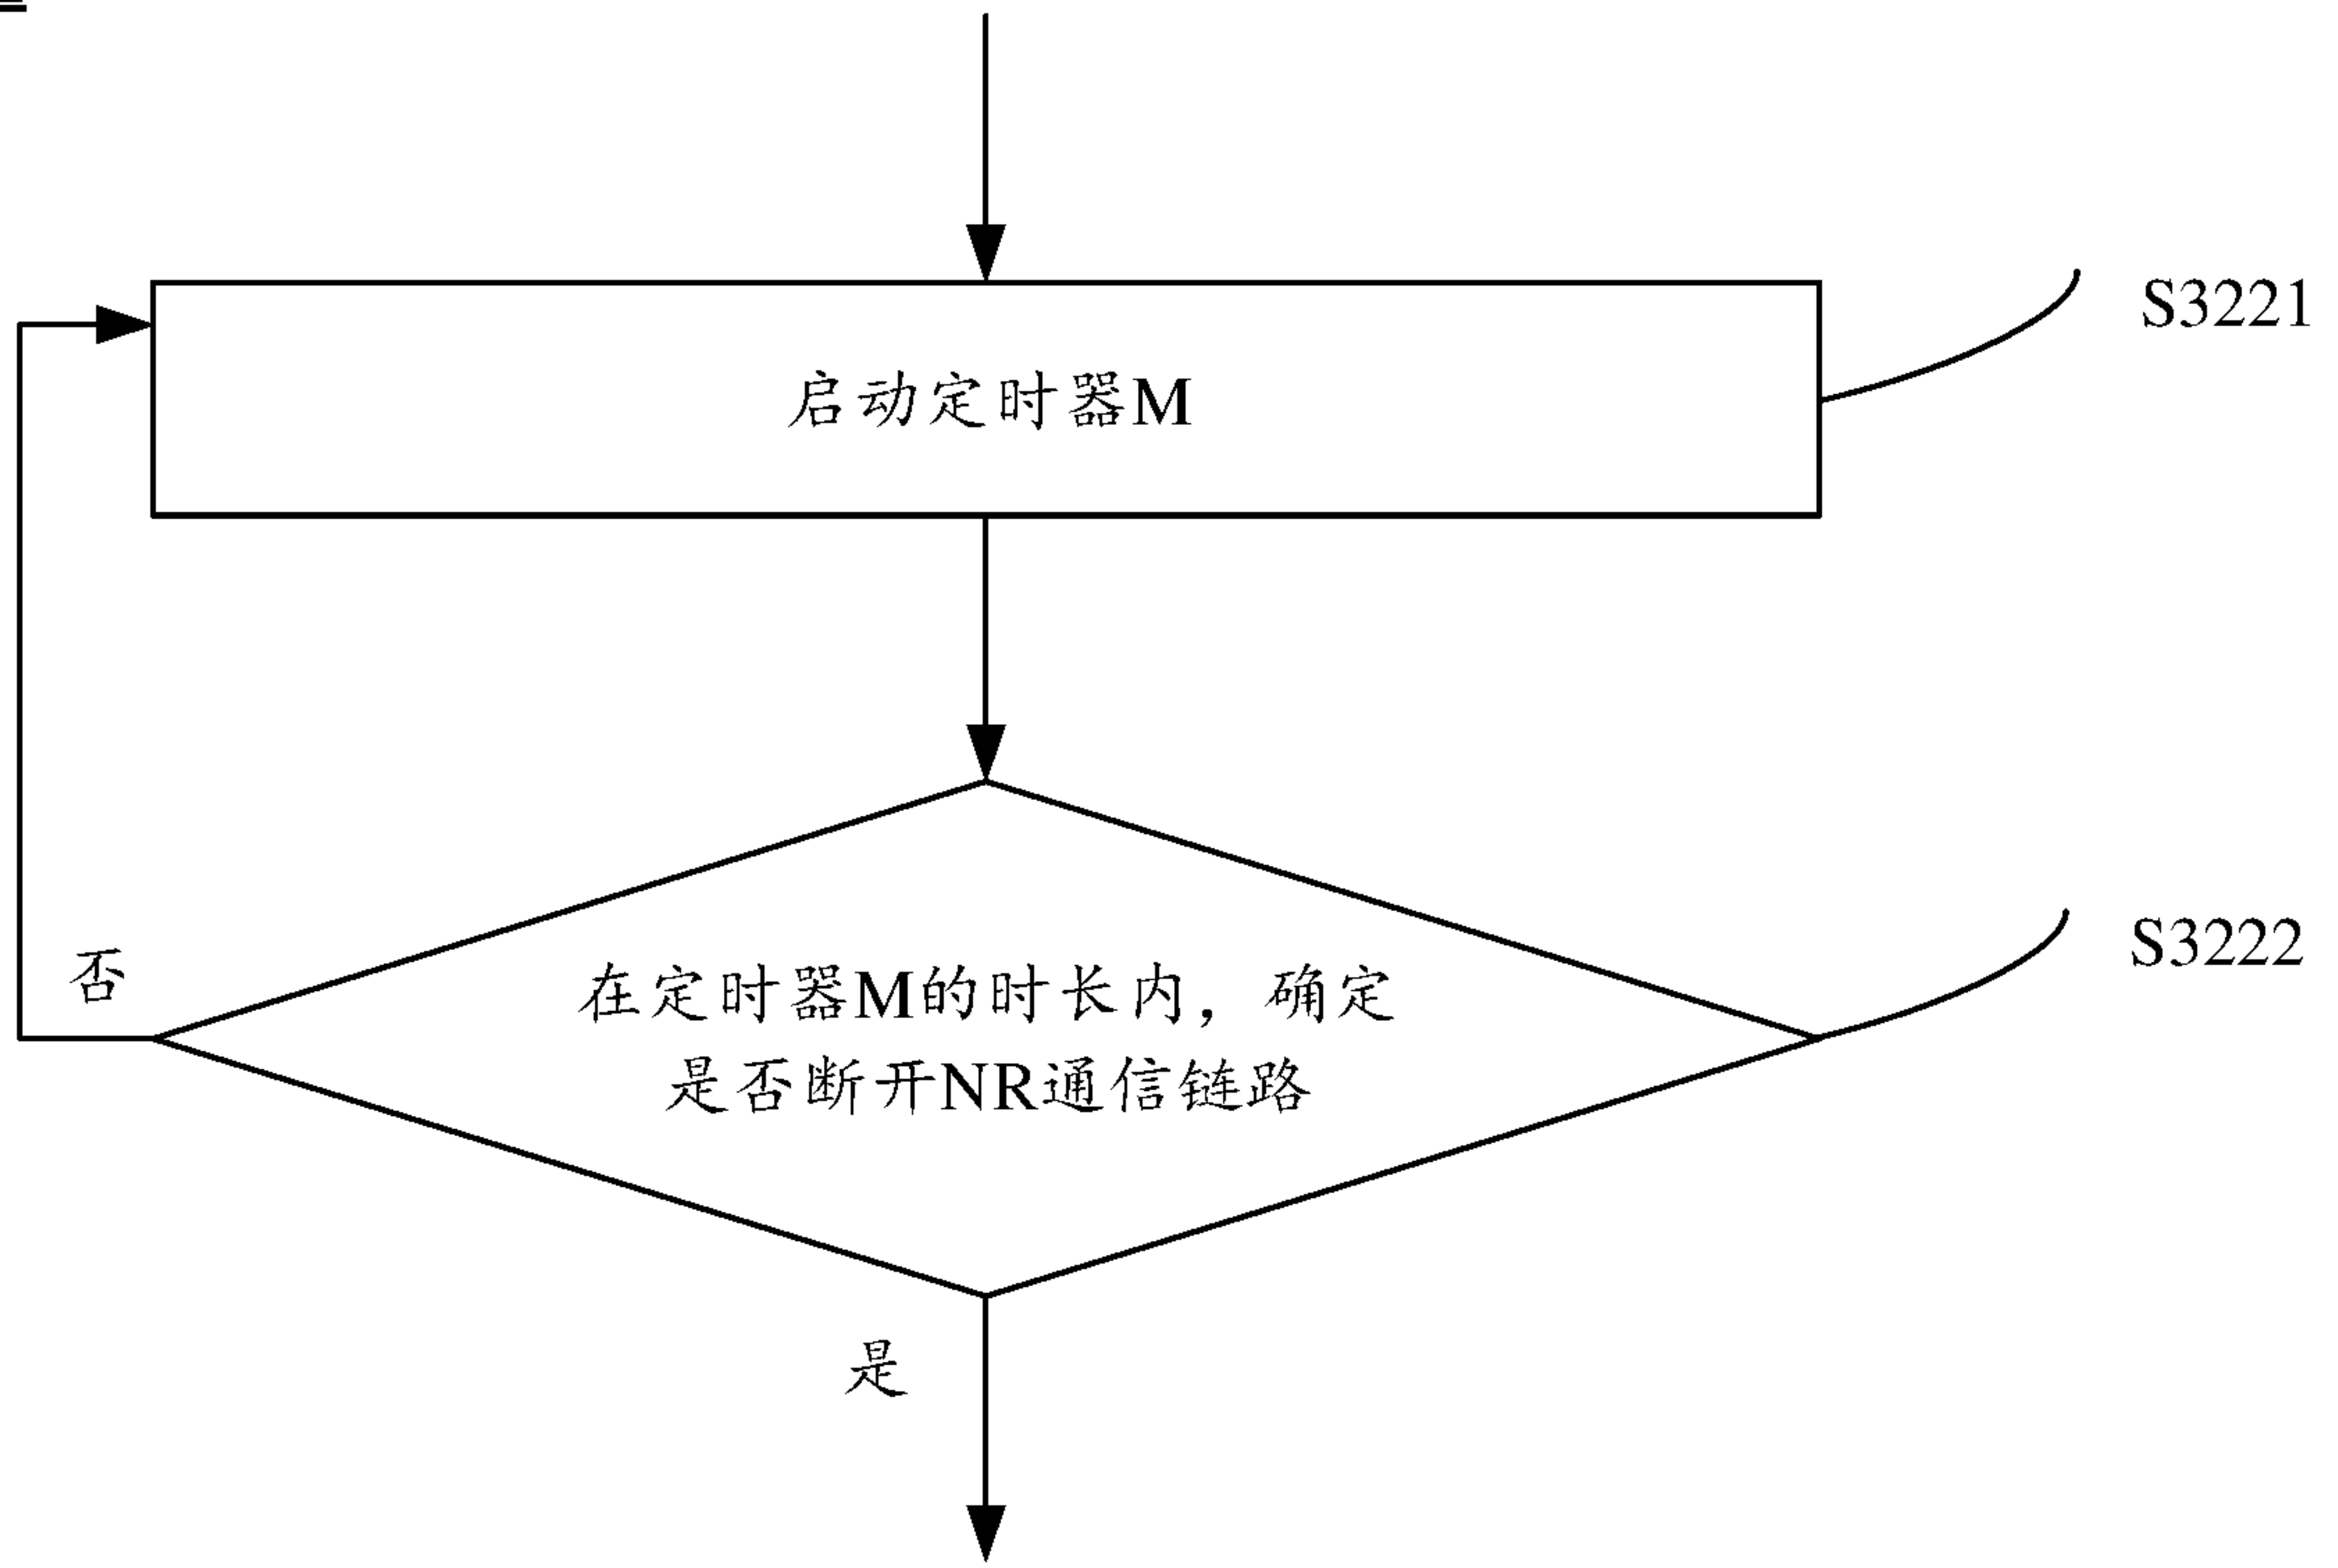 S3221
启动定时器M
否
S3222
在定时器M的时长内，确定
是否断开NR通信链路
是